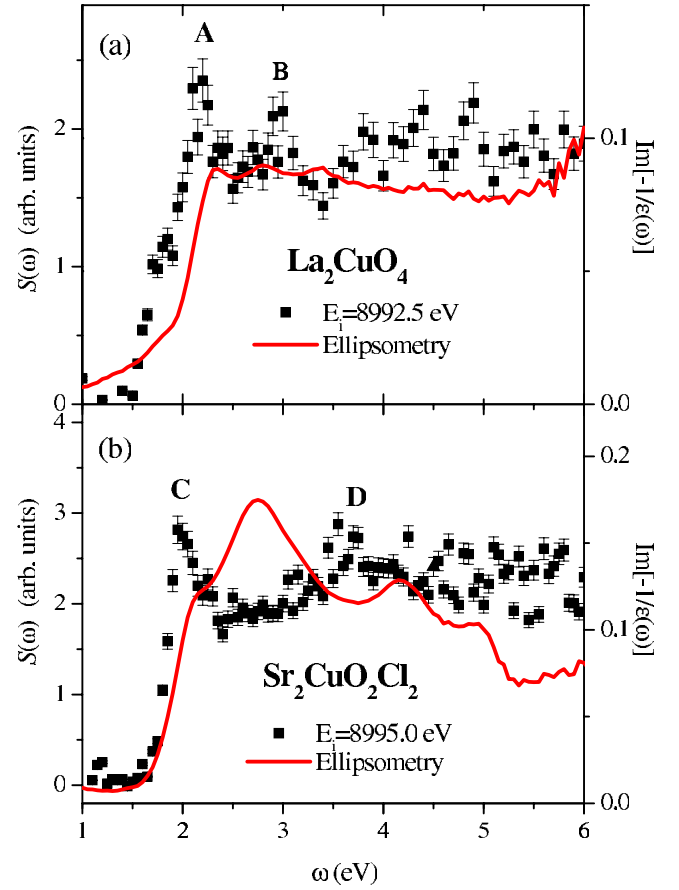 (a)
A
B
2
1
0
S(ω) (arb. units)
0.1
0.0
Im[-1/ε(ω)]
La₂CuO₄
E_i=8992.5 eV
Ellipsometry
(b)
C
D
4
3
2
1
0
S(ω) (arb. units)
0.2
0.1
0.0
Im[-1/ε(ω)]
Sr₂CuO₂Cl₂
E_i=8995.0 eV
Ellipsometry
1 2 3 4 5 6
ω (eV)